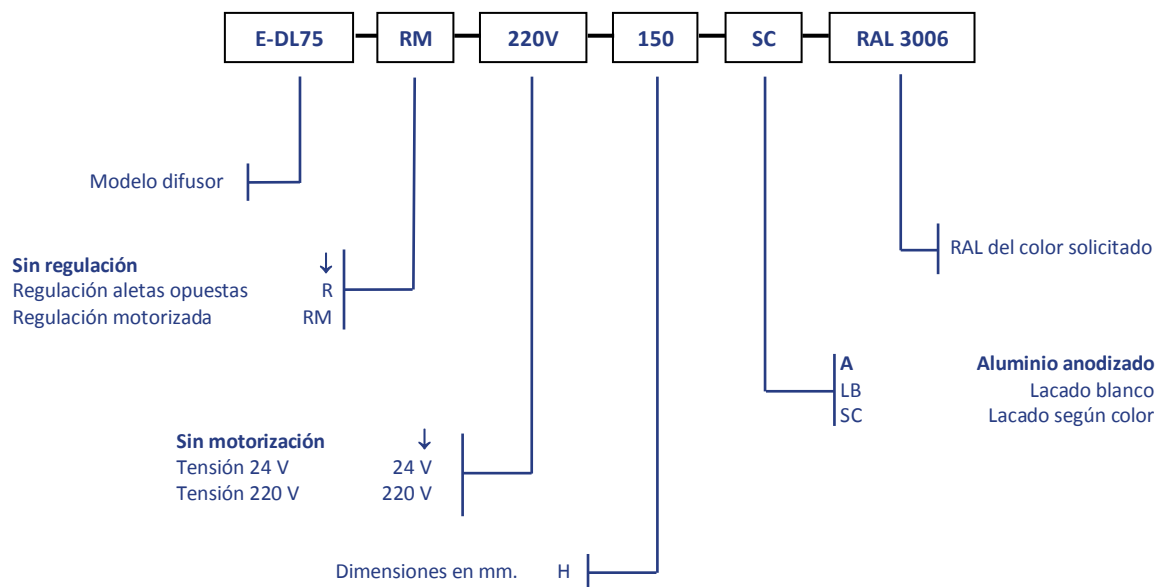 E-DL75 RM 220V 150 SC RAL 3006
Modelo difusor
RAL del color solicitado
Sin regulación ↓
Regulación aletas opuestas R
Regulación motorizada RM
A Aluminio anodizado
LB Lacado blanco
SC Lacado según color
Sin motorización ↓
Tensión 24 V 24 V
Tensión 220 V 220 V
Dimensiones en mm. H